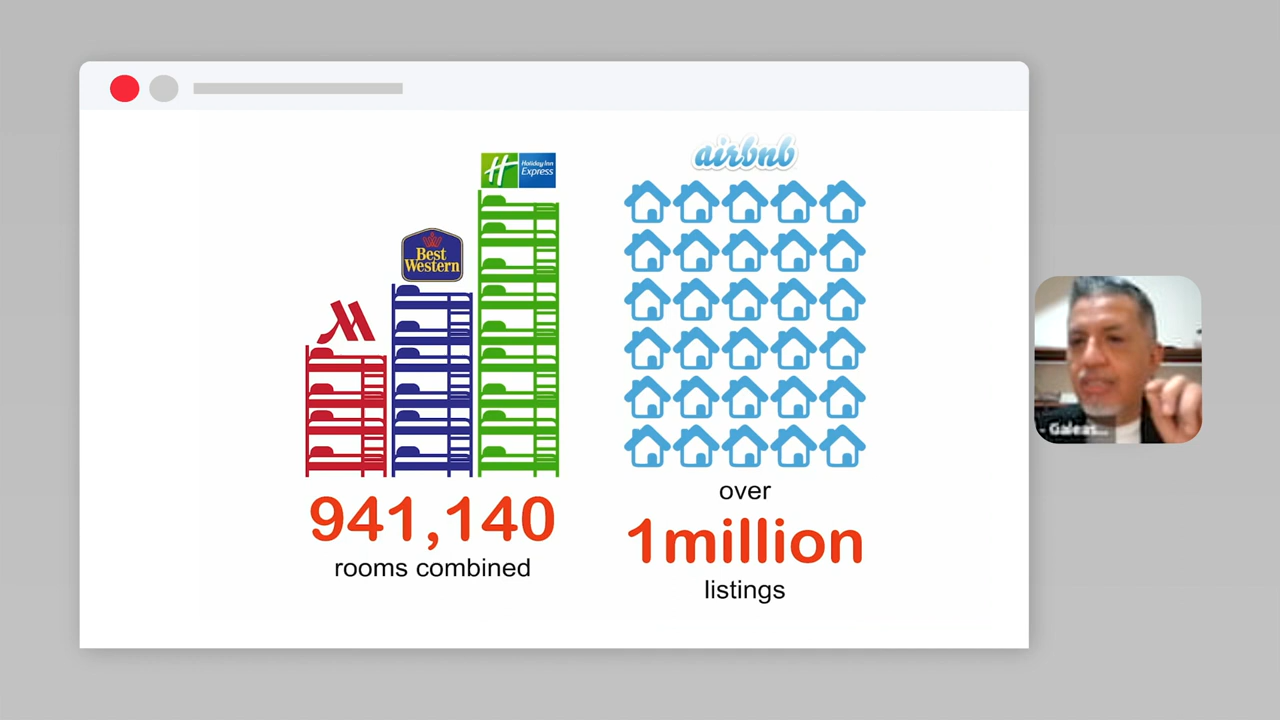 Holiday Inn
Express
Best
Western
941,140
rooms combined
airbnb
over
1million
listings